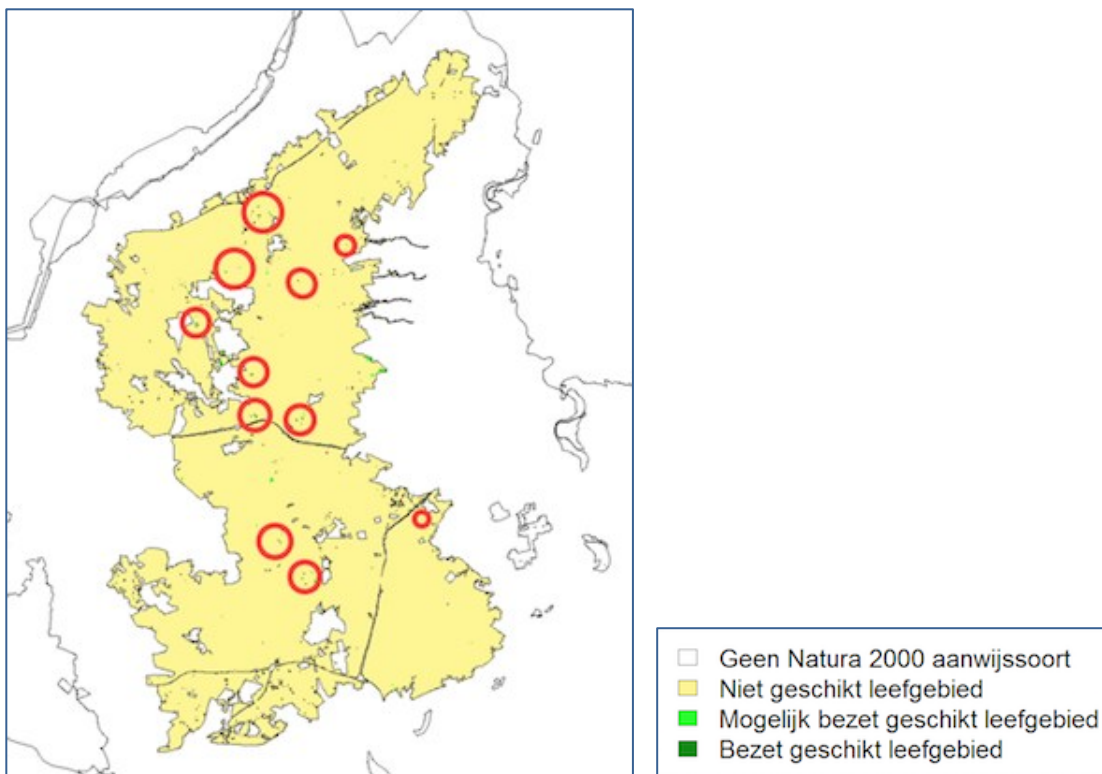 Geen Natura 2000 aanwijssoort
Niet geschikt leefgebied
Mogelijk bezet geschikt leefgebied
Bezet geschikt leefgebied